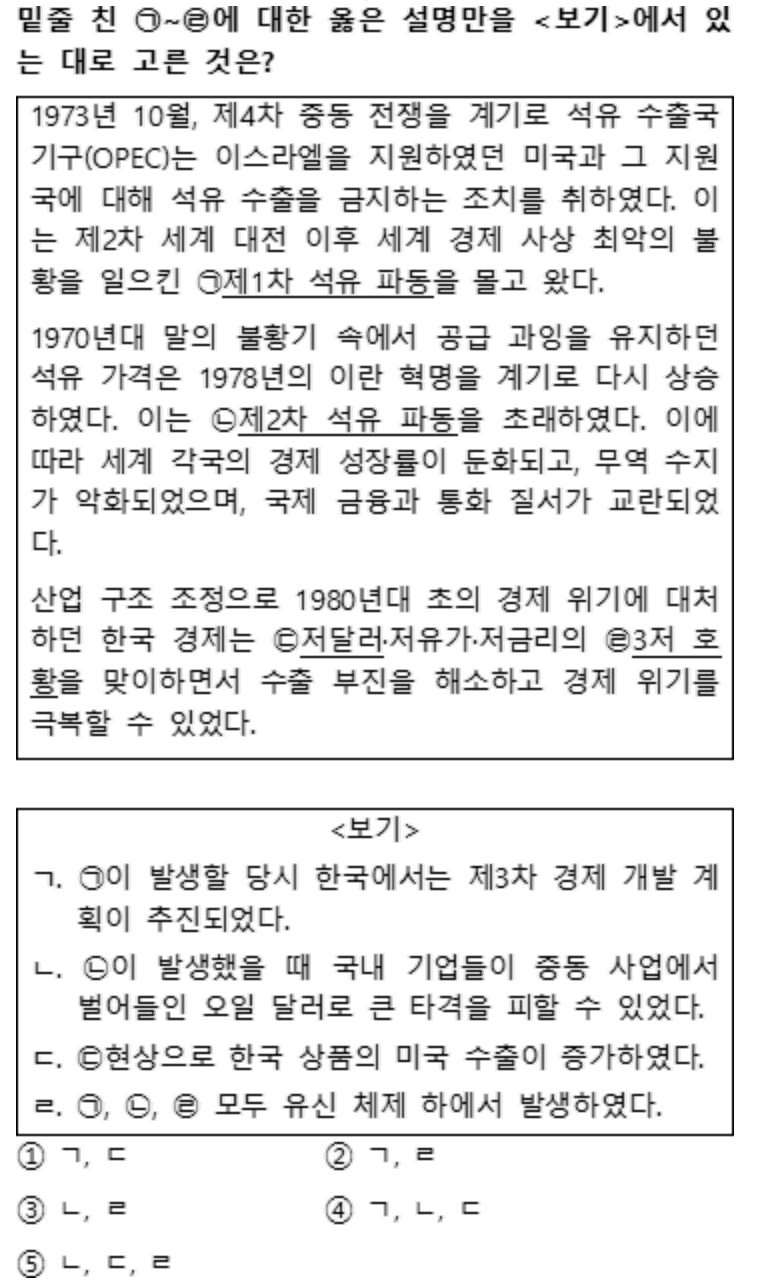 밑줄 친 ㉠~㉣에 대한 옳은 설명만을 <보기>에서 있
는 대로 고른 것은?
1973년 10월, 제4차 중동 전쟁을 계기로 석유 수출국
기구(OPEC)는 이스라엘을 지원하였던 미국과 그 지원
국에 대해 석유 수출을 금지하는 조치를 취하였다. 이
는 제2차 세계 대전 이후 세계 경제 사상 최악의 불
황을 일으킨 ㉠제1차 석유 파동을 몰고 왔다.
1970년대 말의 불황기 속에서 공급 과잉을 유지하던
석유 가격은 1978년의 이란 혁명을 계기로 다시 상승
하였다. 이는 ㉡제2차 석유 파동을 초래하였다. 이에
따라 세계 각국의 경제 성장률이 둔화되고, 무역 수지
가 악화되었으며, 국제 금융과 통화 질서가 교란되었
다.
산업 구조 조정으로 1980년대 초의 경제 위기에 대처
하던 한국 경제는 ㉢저달러·저유가·저금리의 ㉣3저 호
황을 맞이하면서 수출 부진을 해소하고 경제 위기를
극복할 수 있었다.
<보기>
ㄱ. ㉠이 발생할 당시 한국에서는 제3차 경제 개발 계
획이 추진되었다.
ㄴ. ㉡이 발생했을 때 국내 기업들이 중동 사업에서
벌어들인 오일 달러로 큰 타격을 피할 수 있었다.
ㄷ. ㉢현상으로 한국 상품의 미국 수출이 증가하였다.
ㄹ. ㉠, ㉡, ㉣ 모두 유신 체제 하에서 발생하였다.
① ㄱ, ㄷ ② ㄱ, ㄹ
③ ㄴ, ㄹ ④ ㄱ, ㄴ, ㄷ
⑤ ㄴ, ㄷ, ㄹ